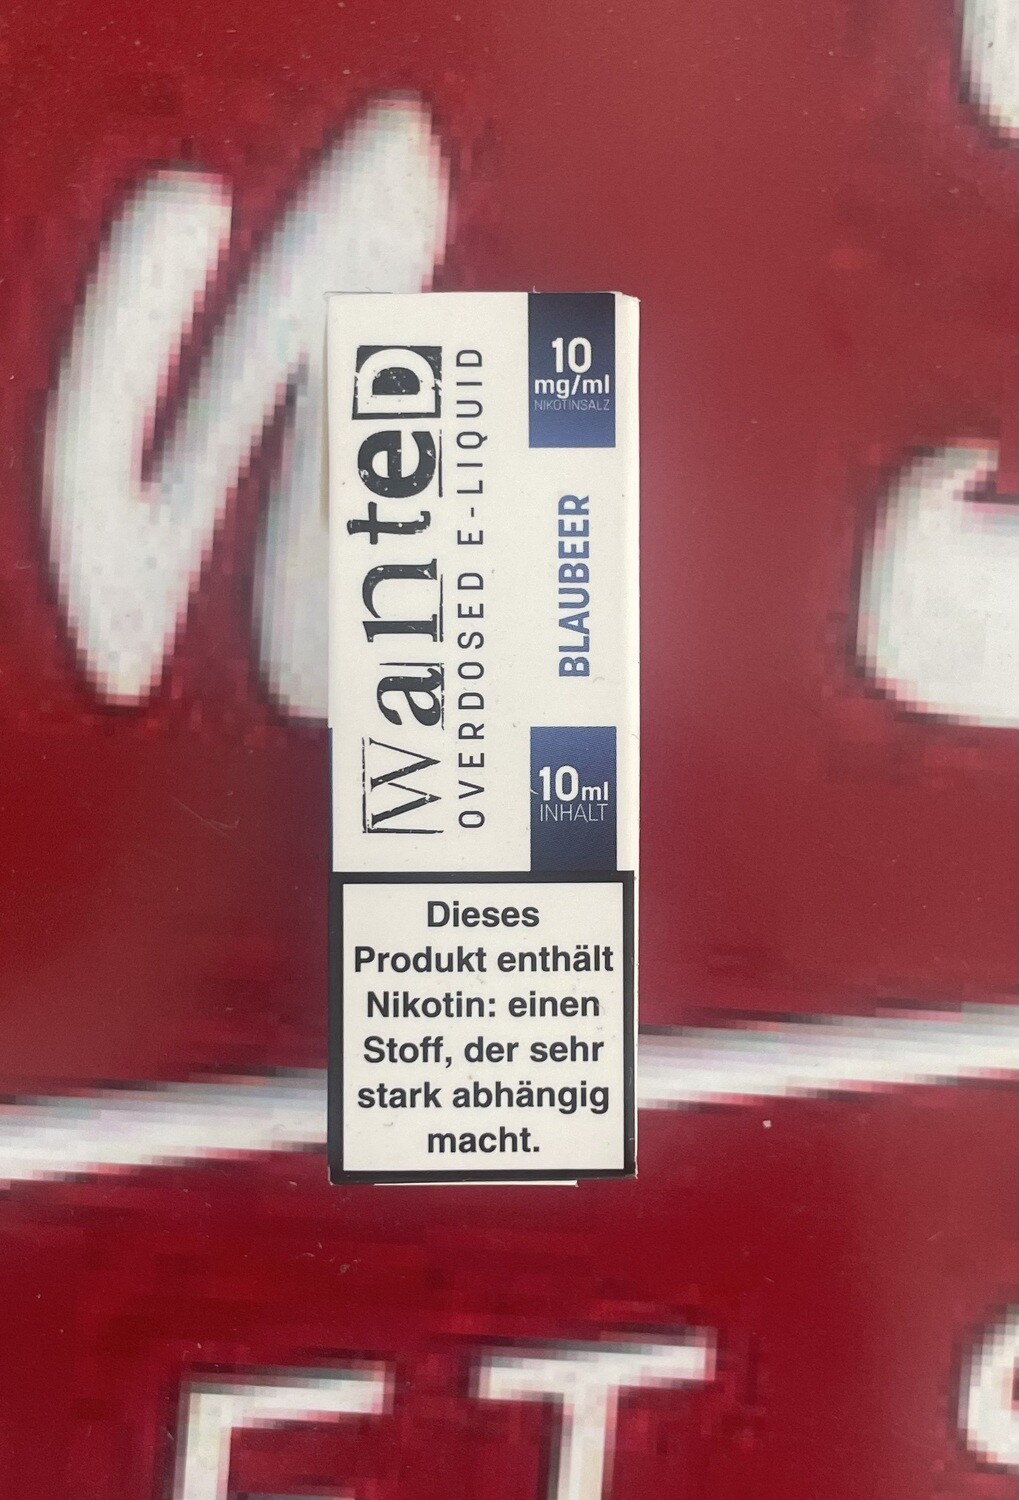 WanteD
OVERDOSED E-LIQUID
10
mg/ml
NIKOTINSALZ
BLAUBEER
10ml
INHALT
Dieses
Produkt enthält
Nikotin: einen
Stoff, der sehr
stark abhängig
macht.